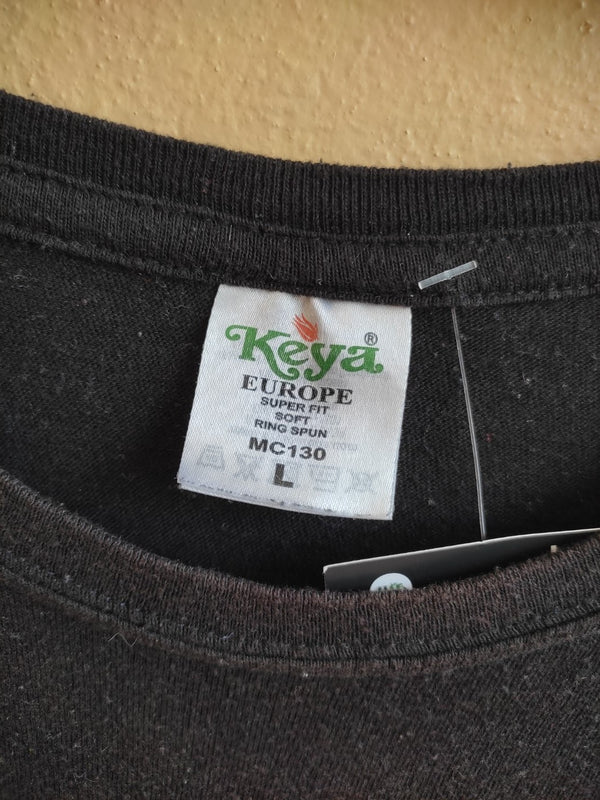 Keya®
EUROPE
SUPER FIT
SOFT
RING SPUN
MC130
L